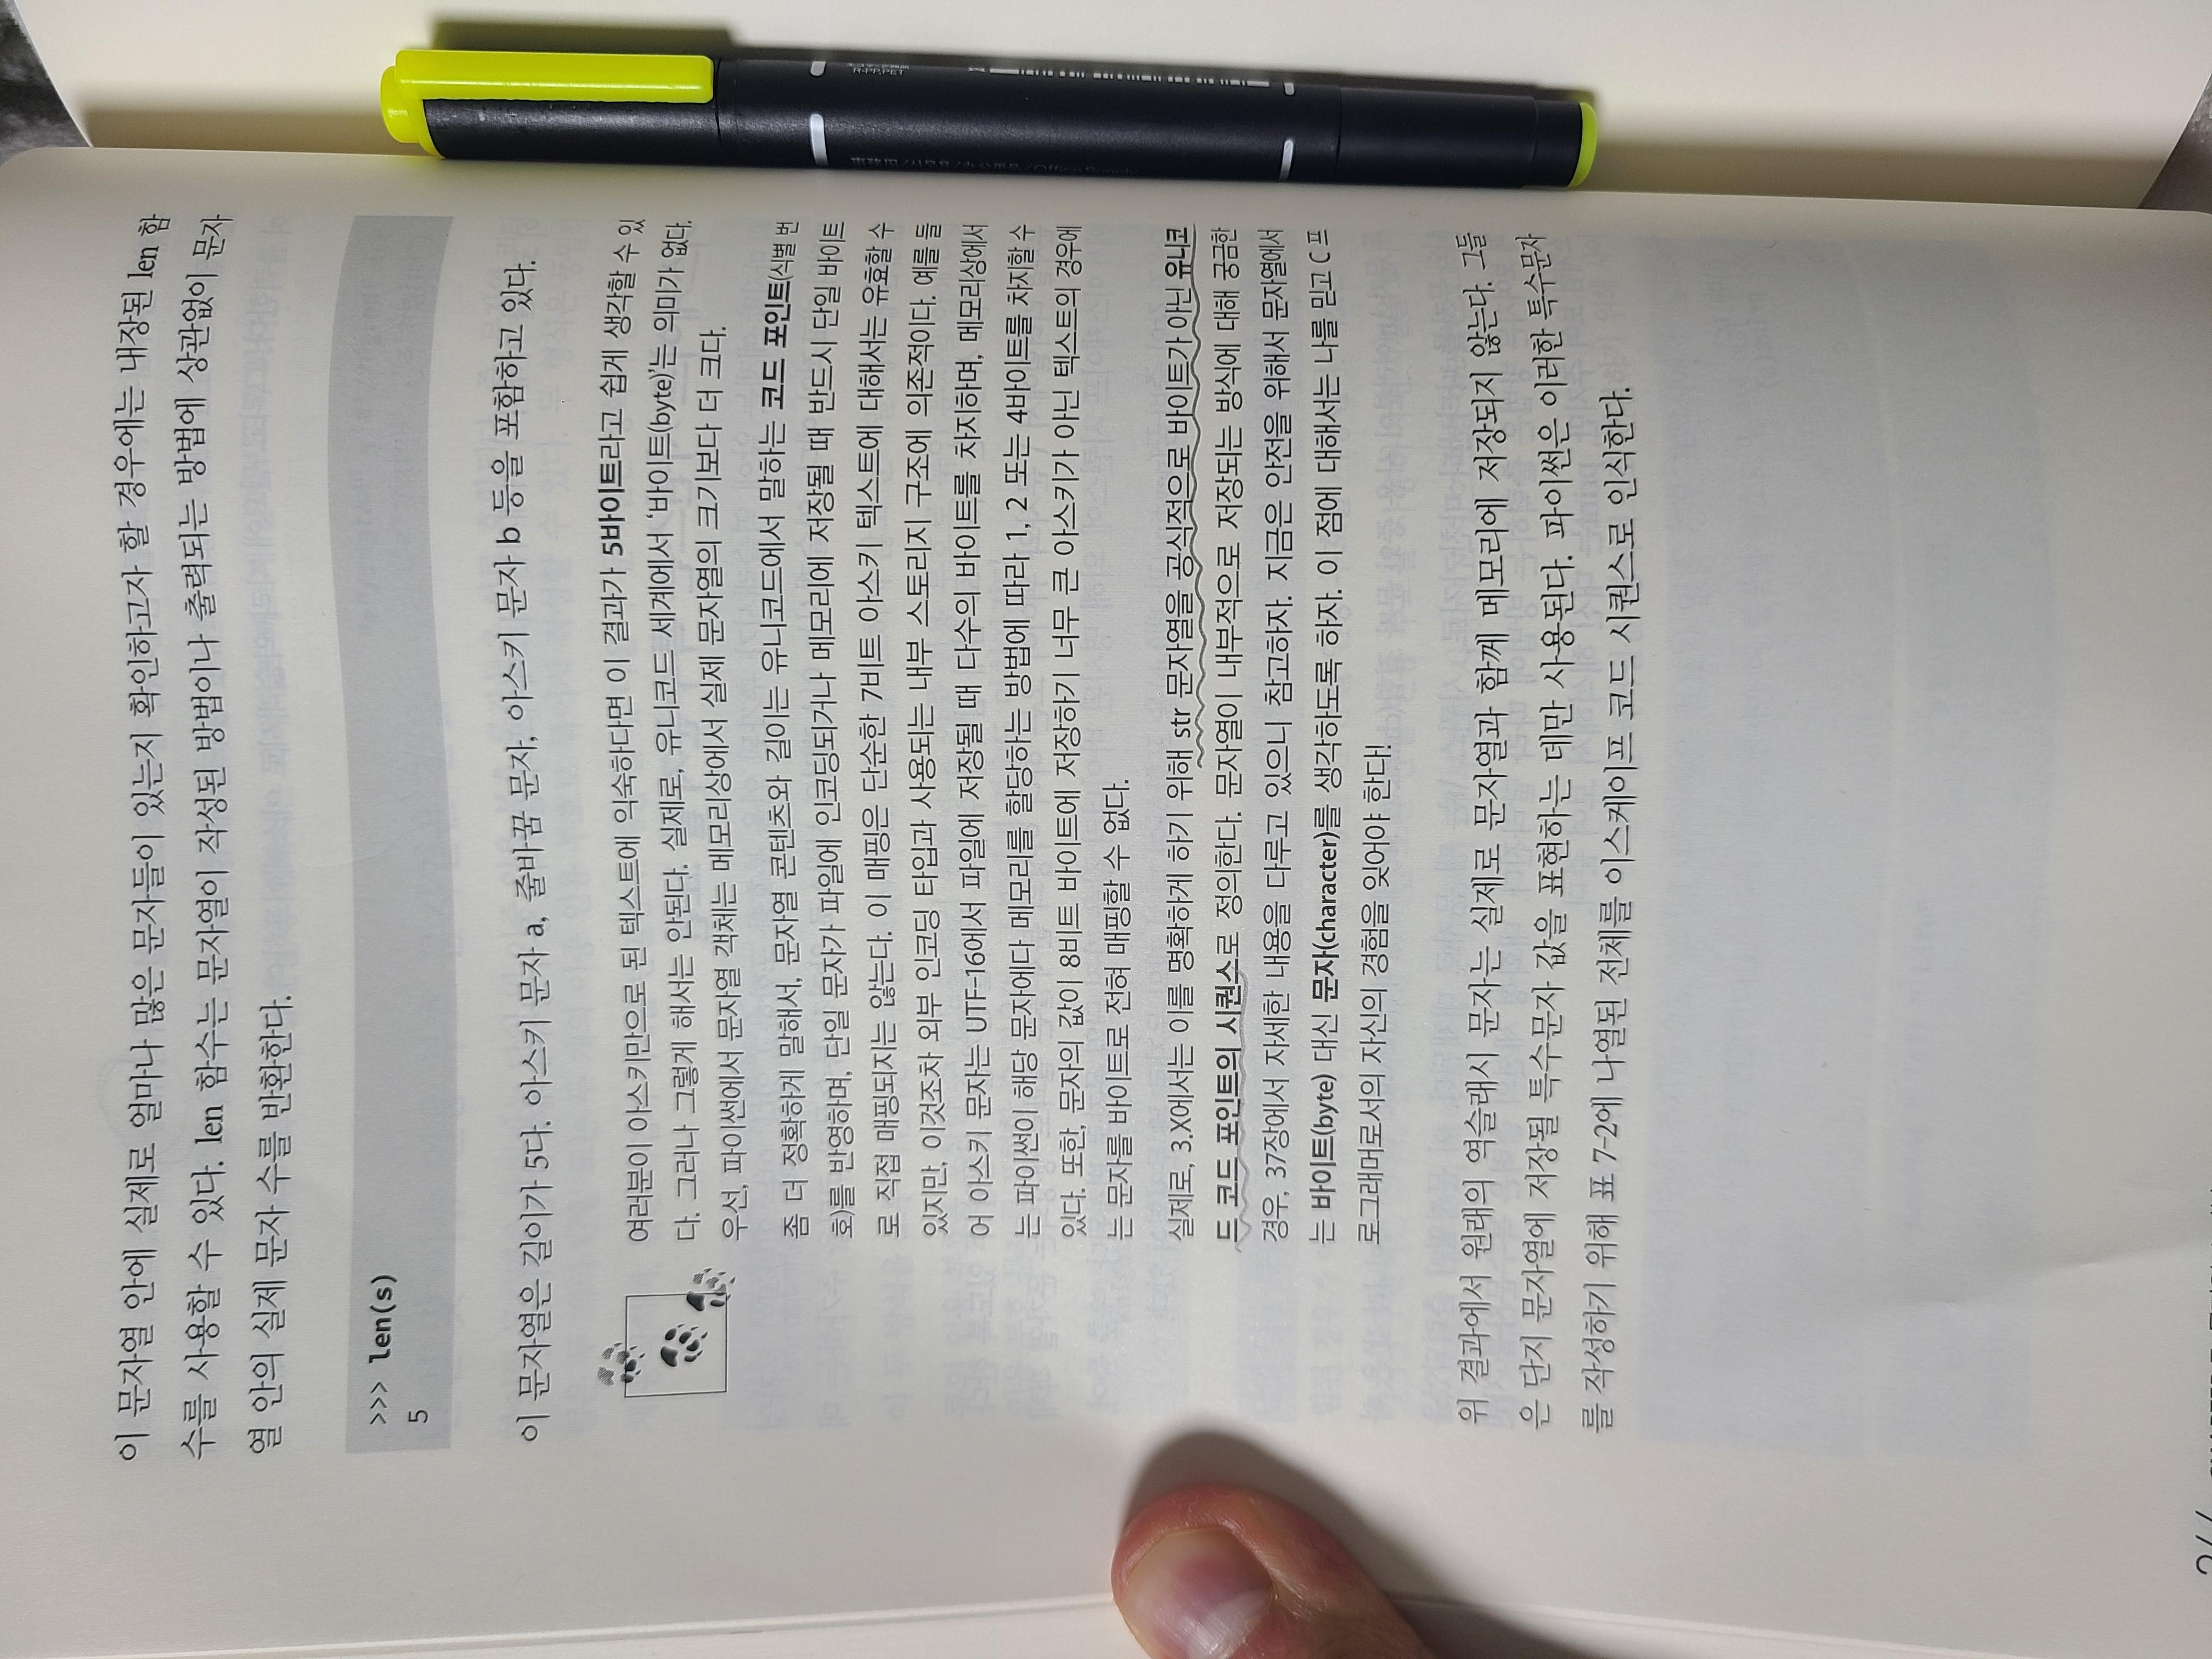 이 문자열 안에 실제로 얼마나 많은 문자들이 있는지 확인하고자 할 경우에는 내장된 len 함
수를 사용할 수 있다. len 함수는 문자열이 작성된 방법이나 출력되는 방법에 상관없이 문자
열 안의 실제 문자 수를 반환한다.
>>> len(s)
5
이 문자열은 길이가 5다. 아스키 문자 a, 줄바꿈 문자, 아스키 문자 b 등을 포함하고 있다.
여러분이 아스키만으로 된 텍스트에 익숙하다면 이 결과가 5바이트라고 쉽게 생각할 수 있
다. 그러나 그렇게 해서는 안된다. 실제로, 유니코드 세계에서 ‘바이트(byte)’는 의미가 없다.
우선, 파이썬에서 문자열 객체는 메모리상에서 실제 문자열의 크기보다 더 크다.
좀 더 정확하게 말해서, 문자열 콘텐츠와 길이는 유니코드에서 말하는 코드 포인트(식별 번
호)를 반영하며, 단일 문자가 파일에 인코딩되거나 메모리에 저장될 때 반드시 단일 바이트
로 직접 매핑되지는 않는다. 이 매핑은 단순한 7비트 아스키 텍스트에 대해서는 유효할 수
있지만, 이것조차 외부 인코딩 타입과 사용되는 내부 스토리지 구조에 의존적이다. 예를 들
어 아스키 문자는 UTF-16에서 파일에 저장될 때 다수의 바이트를 차지하며, 메모리상에서
는 파이썬이 해당 문자에다 메모리를 할당하는 방법에 따라 1, 2 또는 4바이트를 차지할 수
있다. 또한, 문자의 값이 8비트 바이트에 저장하기 너무 큰 아스키가 아닌 텍스트의 경우에
는 문자를 바이트로 전혀 매핑할 수 없다.
실제로, 3.X에서는 이를 명확하게 하기 위해 str 문자열을 공식적으로 바이트가 아닌 유니코
드 코드 포인트의 시퀀스로 정의한다. 문자열이 내부적으로 저장되는 방식에 대해 궁금한
경우, 37장에서 자세한 내용을 다루고 있으니 참고하자. 지금은 안전을 위해서 문자열에서
는 바이트(byte) 대신 문자(character)를 생각하도록 하자. 이 점에 대해서는 나를 믿고 C 프
로그래머로서의 자신의 경험을 잊어야 한다!
위 결과에서 원래의 역슬래시 문자는 실제로 문자열과 함께 메모리에 저장되지 않는다. 그들
은 단지 문자열에 저장될 특수문자 값을 표현하는 데만 사용된다. 파이썬은 이러한 특수문자
를 작성하기 위해 표 7-2에 나열된 전체를 이스케이프 코드 시퀀스로 인식한다.